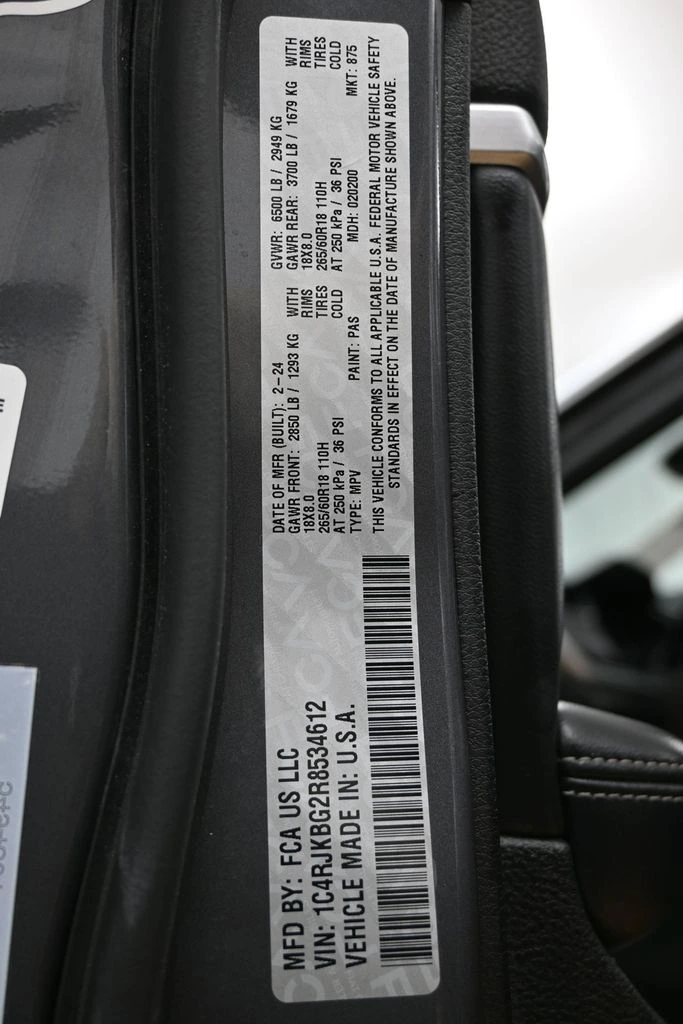 MFD BY: FCA US LLC
VIN: 1C4RJKBG2R8534612
VEHICLE MADE IN: U.S.A.
DATE OF MFR (BUILT): 2-24 GVWR: 6500 LB / 2949 KG
GAWR FRONT: 2850 LB / 1293 KG WITH GAWR REAR: 3700 LB / 1679 KG WITH
18X8.0 RIMS 18X8.0 RIMS
265/60R18 110H TIRES 265/60R18 110H TIRES
AT 250 kPa / 36 PSI COLD AT 250 kPa / 36 PSI COLD
TYPE: MPV PAINT: PAS MDH: 020200 MKT: 875
THIS VEHICLE CONFORMS TO ALL APPLICABLE U.S.A. FEDERAL MOTOR VEHICLE SAFETY
STANDARDS IN EFFECT ON THE DATE OF MANUFACTURE SHOWN ABOVE.